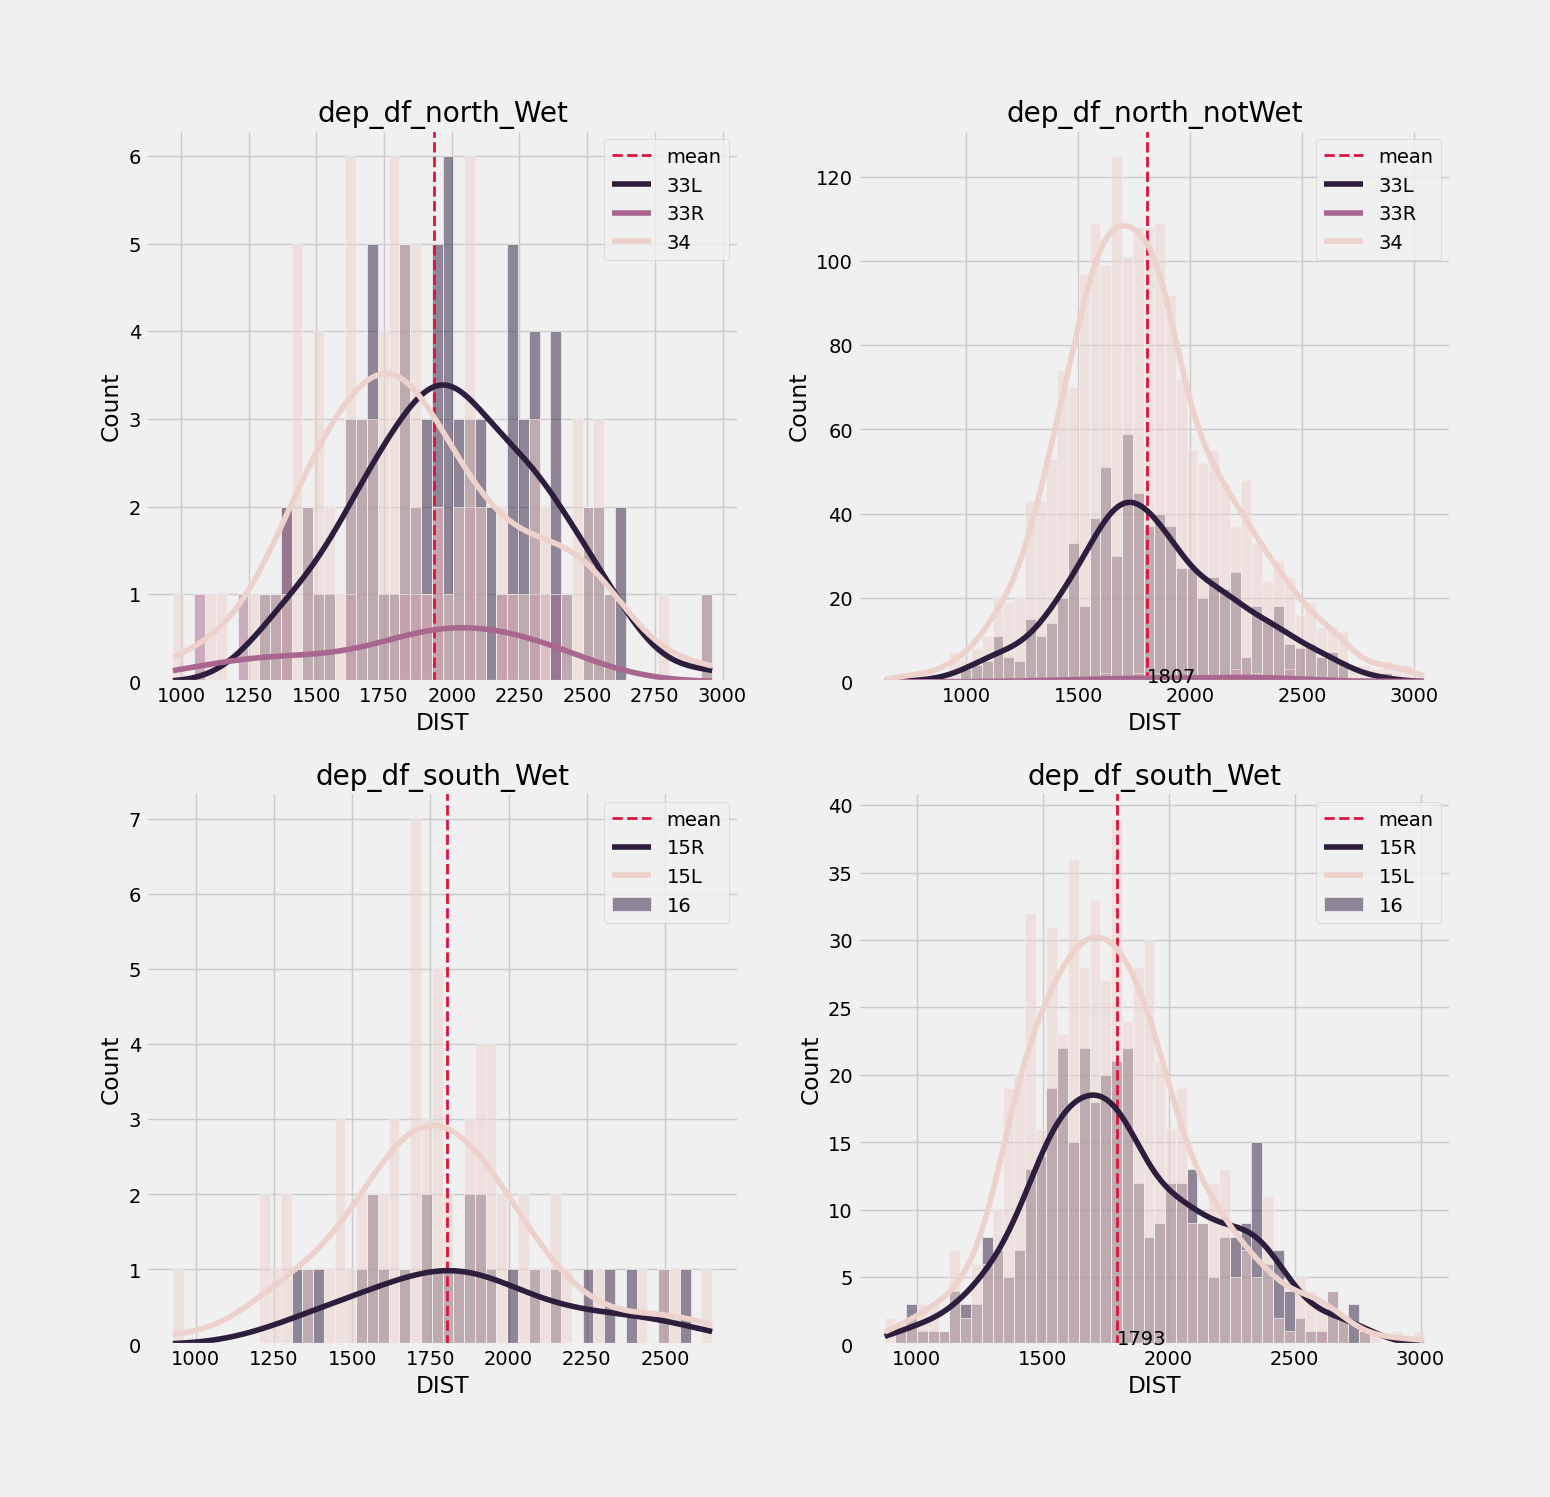 dep_df_north_Wet
mean
33L
33R
34
6
5
4
3
2
1
0
Count
1000 1250 1500 1750 2000 2250 2500 2750 3000
DIST
dep_df_north_notWet
mean
33L
33R
34
120
100
80
60
40
20
0
Count
1807
1000 1500 2000 2500 3000
DIST
dep_df_south_Wet
mean
15R
15L
16
7
6
5
4
3
2
1
0
Count
1000 1250 1500 1750 2000 2250 2500
DIST
dep_df_south_Wet
mean
15R
15L
16
40
35
30
25
20
15
10
5
0
Count
1793
1000 1500 2000 2500 3000
DIST